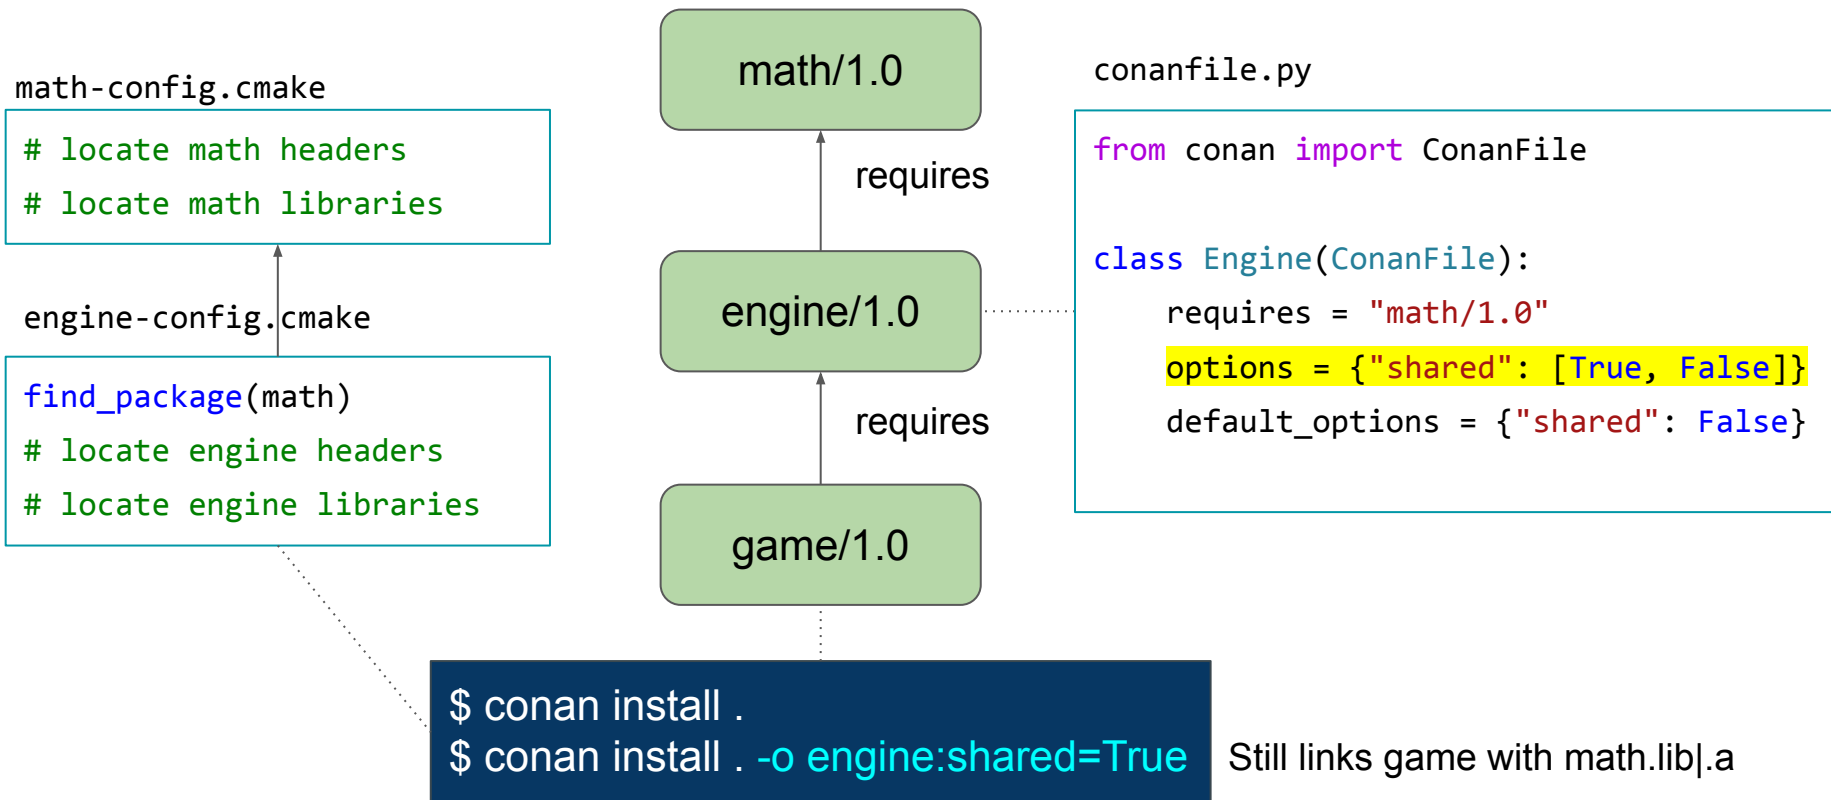 math-config.cmake
# locate math headers
# locate math libraries
engine-config.cmake
find_package(math)
# locate engine headers
# locate engine libraries
math/1.0
requires
engine/1.0
requires
game/1.0
conanfile.py
from conan import ConanFile
class Engine(ConanFile):
    requires = "math/1.0"
    options = {"shared": [True, False]}
    default_options = {"shared": False}
$ conan install .
$ conan install . -o engine:shared=True
Still links game with math.lib|.a